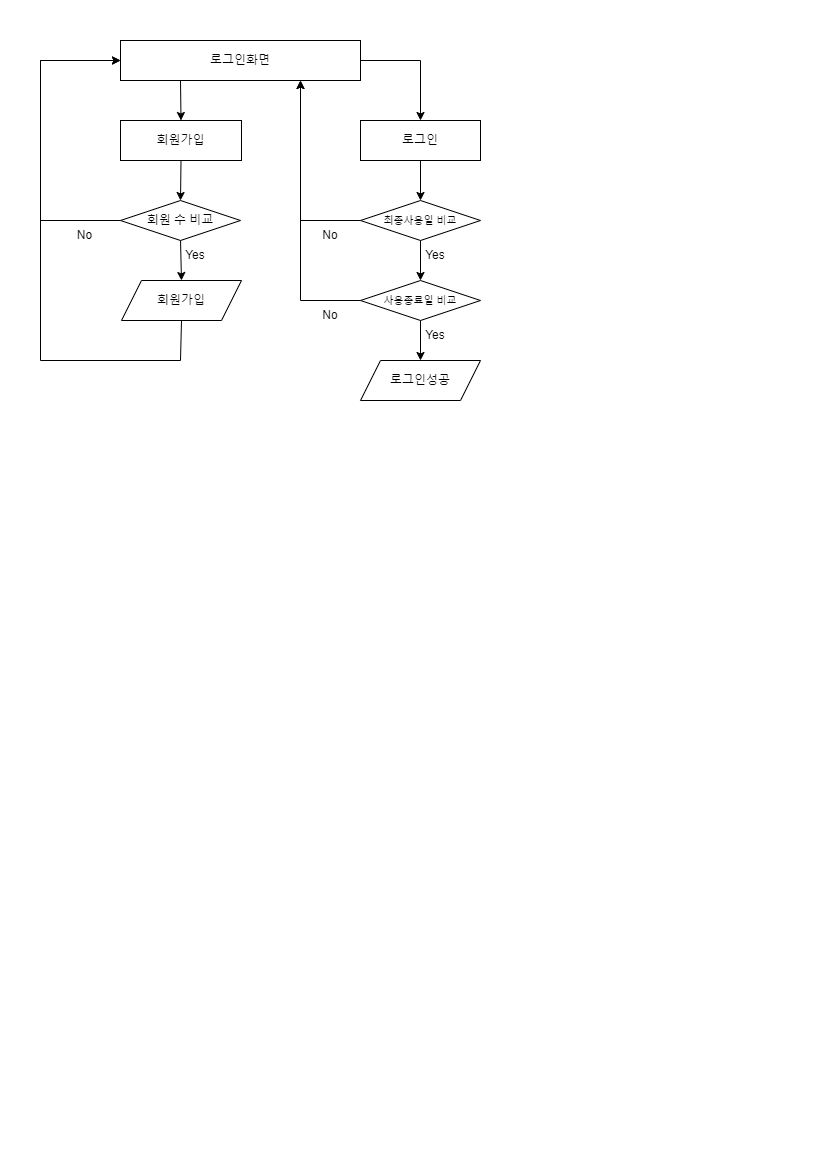 로그인화면
회원가입
로그인
회원 수 비교
최종사용일 비교
No
No
Yes
Yes
회원가입
사용종료일 비교
No
Yes
로그인성공